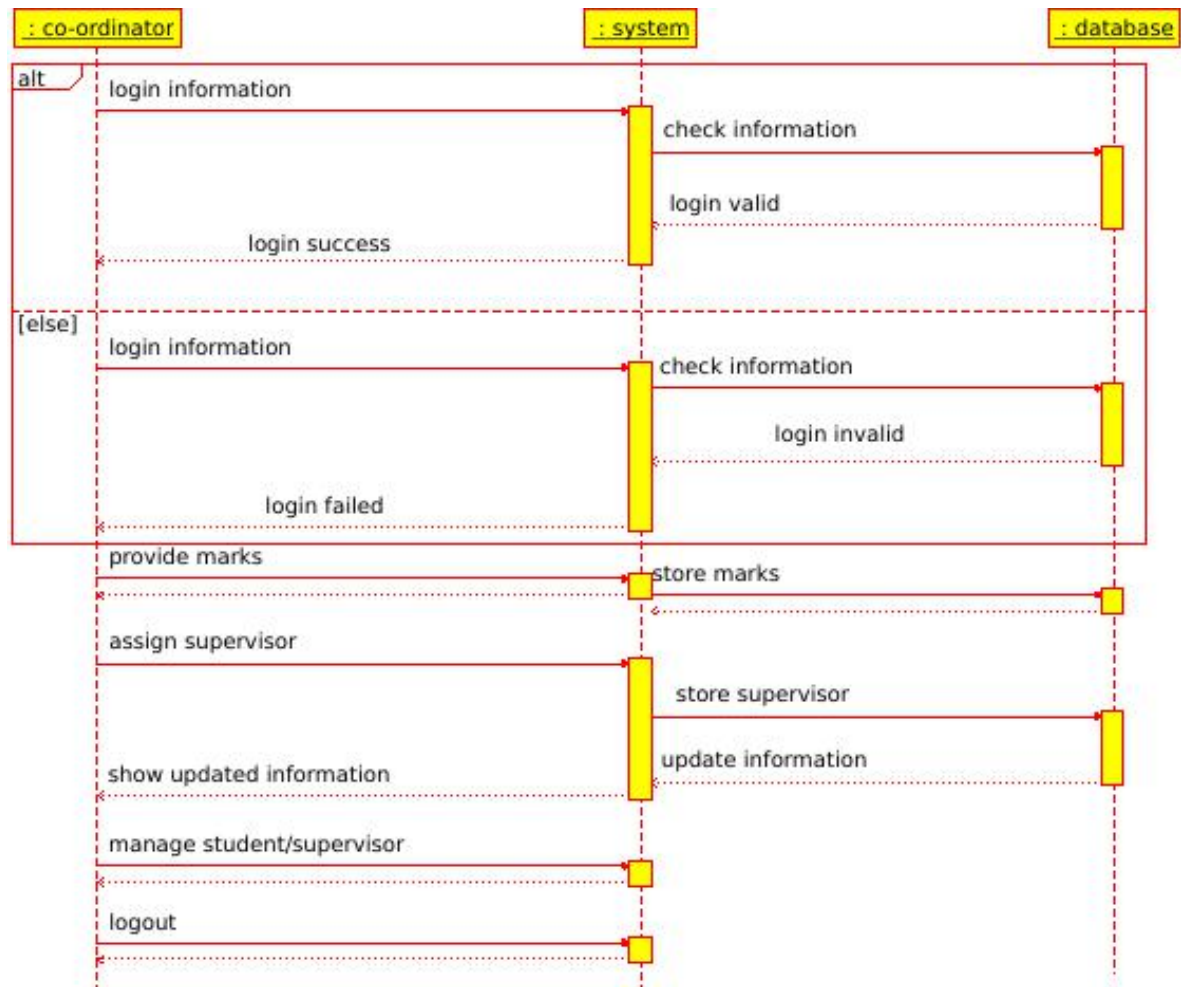 : co-ordinator
: system
: database
alt
login information
check information
login valid
login success
[else]
login information
check information
login invalid
login failed
provide marks
store marks
assign supervisor
store supervisor
update information
show updated information
manage student/supervisor
logout